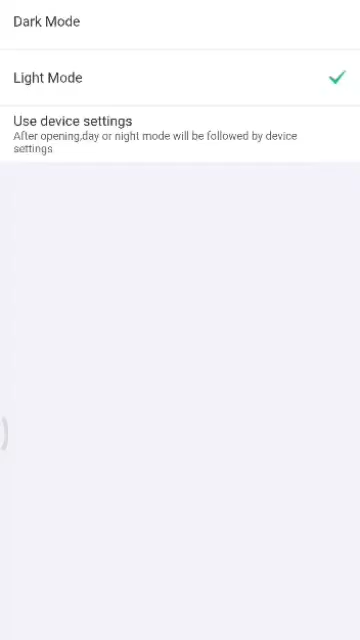 Dark Mode
Light Mode
Use device settings
After opening,day or night mode will be followed by device
settings